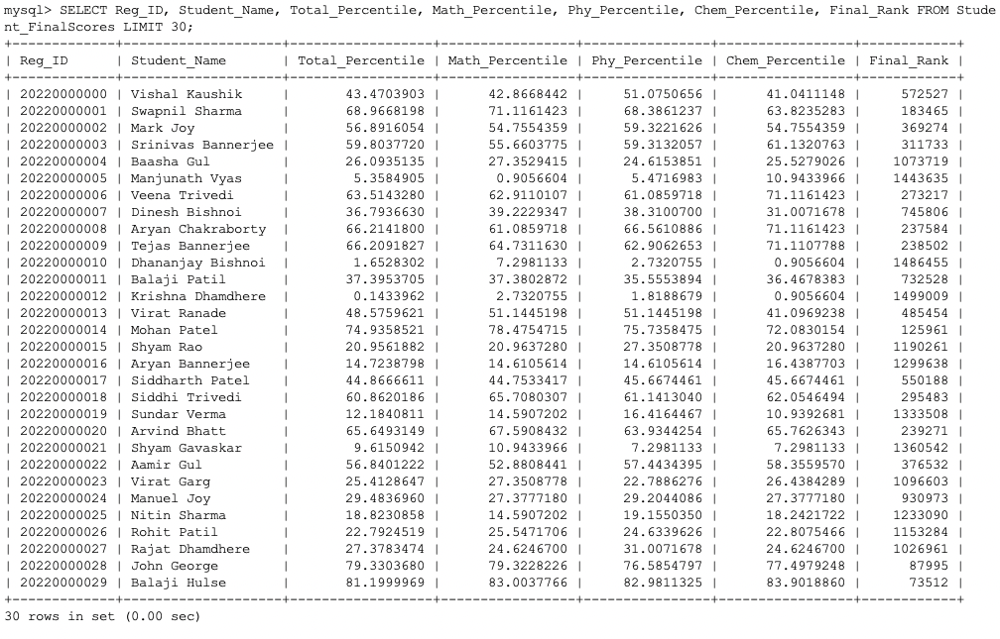 mysql> SELECT Reg_ID, Student_Name, Total_Percentile, Math_Percentile, Phy_Percentile, Chem_Percentile, Final_Rank FROM Stude
nt_FinalScores LIMIT 30;
+-------------+-------------------+------------------+-----------------+----------------+-----------------+------------+
| Reg_ID      | Student_Name      | Total_Percentile | Math_Percentile | Phy_Percentile | Chem_Percentile | Final_Rank |
+-------------+-------------------+------------------+-----------------+----------------+-----------------+------------+
| 20220000000 | Vishal Kaushik    |       43.4703903 |      42.8668442 |     51.0750656 |      41.0411148 |     572527 |
| 20220000001 | Swapnil Sharma    |       68.9668198 |      71.1161423 |     68.3861237 |      63.8235283 |     183465 |
| 20220000002 | Mark Joy          |       56.8916054 |      54.7554359 |     59.3221626 |      54.7554359 |     369274 |
| 20220000003 | Srinivas Bannerjee |       59.8037720 |      55.6603775 |     59.3132057 |      61.1320763 |     311733 |
| 20220000004 | Baasha Gul        |       26.0935135 |      27.3529415 |     24.6153851 |      25.5279026 |    1073719 |
| 20220000005 | Manjunath Vyas    |        5.3584905 |       0.9056604 |      5.4716983 |      10.9433966 |    1443635 |
| 20220000006 | Veena Trivedi     |       63.5143280 |      62.9110107 |     61.0859718 |      71.1161423 |     273217 |
| 20220000007 | Dinesh Bishnoi    |       36.7936630 |      39.2229347 |     38.3100700 |      31.0071678 |     745806 |
| 20220000008 | Aryan Chakraborty |       66.2141800 |      61.0859718 |     66.5610886 |      71.1161423 |     237584 |
| 20220000009 | Tejas Bannerjee   |       66.2091827 |      64.7311630 |     62.9062653 |      71.1107788 |     238502 |
| 20220000010 | Dhananjay Bishnoi |        1.6528302 |       7.2981133 |      2.7320755 |       0.9056604 |    1486455 |
| 20220000011 | Balaji Patil      |       37.3953705 |      37.3802872 |     35.5553894 |      36.4678383 |     732528 |
| 20220000012 | Krishna Dhamdhere |        0.1433962 |       2.7320755 |      1.8188679 |       0.9056604 |    1499009 |
| 20220000013 | Virat Ranade      |       48.5759621 |      51.1445198 |     51.1445198 |      41.0969238 |     485454 |
| 20220000014 | Mohan Patel       |       74.9358521 |      78.4754715 |     75.7358475 |      72.0830154 |     125961 |
| 20220000015 | Shyam Rao         |       20.9561882 |      20.9637280 |     27.3508778 |      20.9637280 |    1190261 |
| 20220000016 | Aryan Bannerjee   |       14.7238798 |      14.6105614 |     14.6105614 |      16.4387703 |    1299638 |
| 20220000017 | Siddharth Patel   |       44.8666611 |      44.7533417 |     45.6674461 |      45.6674461 |     550188 |
| 20220000018 | Siddhi Trivedi    |       60.8620186 |      65.7080307 |     61.1413040 |      62.0546494 |     295483 |
| 20220000019 | Sundar Verma      |       12.1840811 |      14.5907202 |     16.4164467 |      10.9392681 |    1333508 |
| 20220000020 | Arvind Bhatt      |       65.6493149 |      67.5908432 |     63.9344254 |      65.7626343 |     239271 |
| 20220000021 | Shyam Gavaskar    |        9.6150942 |      10.9433966 |      7.2981133 |       7.2981133 |    1360542 |
| 20220000022 | Aamir Gul         |       56.8401222 |      52.8808441 |     57.4434395 |      58.3559570 |     376532 |
| 20220000023 | Virat Garg        |       25.4128647 |      27.3508778 |     22.7886276 |      26.4384289 |    1096603 |
| 20220000024 | Manuel Joy        |       29.4836960 |      27.3777180 |     29.2044086 |      27.3777180 |     930973 |
| 20220000025 | Nitin Sharma      |       18.8230858 |      14.5907202 |     19.1550350 |      18.2421722 |    1233090 |
| 20220000026 | Rohit Patil       |       22.7924519 |      25.5471706 |     24.6339626 |      22.8075466 |    1153284 |
| 20220000027 | Rajat Dhamdhere   |       27.3783474 |      24.6246700 |     31.0071678 |      24.6246700 |    1026961 |
| 20220000028 | John George       |       79.3303680 |      79.3228226 |     76.5854797 |      77.4979248 |      87995 |
| 20220000029 | Balaji Hulse      |       81.1999969 |      83.0037766 |     82.9811325 |      83.9018860 |      73512 |
+-------------+-------------------+------------------+-----------------+----------------+-----------------+------------+
30 rows in set (0.00 sec)